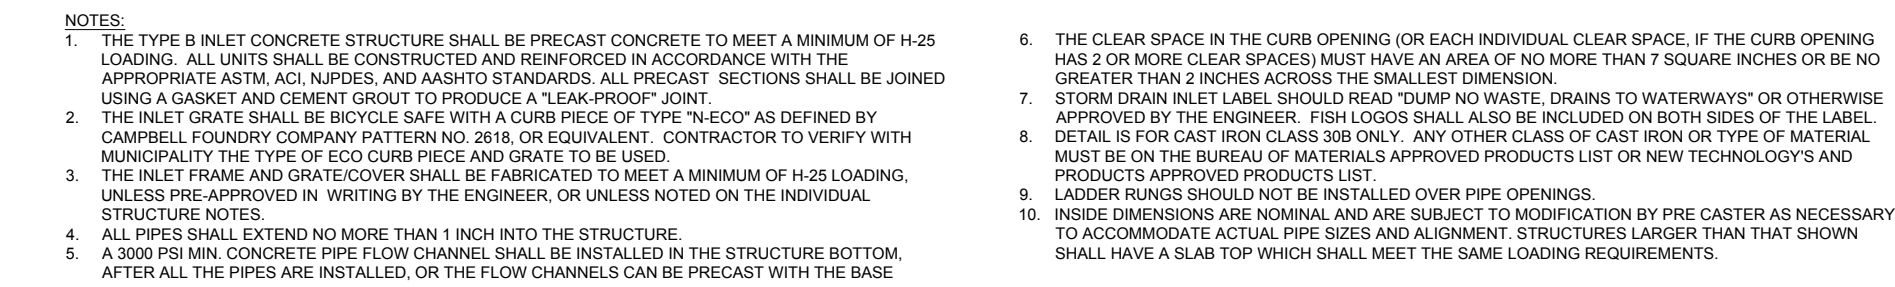 NOTES:
1. THE TYPE B INLET CONCRETE STRUCTURE SHALL BE PRECAST CONCRETE TO MEET A MINIMUM OF H-25
LOADING. ALL UNITS SHALL BE CONSTRUCTED AND REINFORCED IN ACCORDANCE WITH THE
APPROPRIATE ASTM, ACI, NJPDES, AND AASHTO STANDARDS. ALL PRECAST SECTIONS SHALL BE JOINED
USING A GASKET AND CEMENT GROUT TO PRODUCE A "LEAK-PROOF" JOINT.
2. THE INLET GRATE SHALL BE BICYCLE SAFE WITH A CURB PIECE OF TYPE "N-ECO" AS DEFINED BY
CAMPBELL FOUNDRY COMPANY PATTERN NO. 2618, OR EQUIVALENT. CONTRACTOR TO VERIFY WITH
MUNICIPALITY THE TYPE OF ECO CURB PIECE AND GRATE TO BE USED.
3. THE INLET FRAME AND GRATE/COVER SHALL BE FABRICATED TO MEET A MINIMUM OF H-25 LOADING,
UNLESS PRE-APPROVED IN WRITING BY THE ENGINEER, OR UNLESS NOTED ON THE INDIVIDUAL
STRUCTURE NOTES.
4. ALL PIPES SHALL EXTEND NO MORE THAN 1 INCH INTO THE STRUCTURE.
5. A 3000 PSI MIN. CONCRETE PIPE FLOW CHANNEL SHALL BE INSTALLED IN THE STRUCTURE BOTTOM,
AFTER ALL THE PIPES ARE INSTALLED, OR THE FLOW CHANNELS CAN BE PRECAST WITH THE BASE
6. THE CLEAR SPACE IN THE CURB OPENING (OR EACH INDIVIDUAL CLEAR SPACE, IF THE CURB OPENING
HAS 2 OR MORE CLEAR SPACES) MUST HAVE AN AREA OF NO MORE THAN 7 SQUARE INCHES OR BE NO
GREATER THAN 2 INCHES ACROSS THE SMALLEST DIMENSION.
7. STORM DRAIN INLET LABEL SHOULD READ "DUMP NO WASTE, DRAINS TO WATERWAYS" OR OTHERWISE
APPROVED BY THE ENGINEER. FISH LOGOS SHALL ALSO BE INCLUDED ON BOTH SIDES OF THE LABEL.
8. DETAIL IS FOR CAST IRON CLASS 30B ONLY. ANY OTHER CLASS OF CAST IRON OR TYPE OF MATERIAL
MUST BE ON THE BUREAU OF MATERIALS APPROVED PRODUCTS LIST OR NEW TECHNOLOGY'S AND
PRODUCTS APPROVED PRODUCTS LIST.
9. LADDER RUNGS SHOULD NOT BE INSTALLED OVER PIPE OPENINGS.
10. INSIDE DIMENSIONS ARE NOMINAL AND ARE SUBJECT TO MODIFICATION BY PRE CASTER AS NECESSARY
TO ACCOMMODATE ACTUAL PIPE SIZES AND ALIGNMENT. STRUCTURES LARGER THAN THAT SHOWN
SHALL HAVE A SLAB TOP WHICH SHALL MEET THE SAME LOADING REQUIREMENTS.